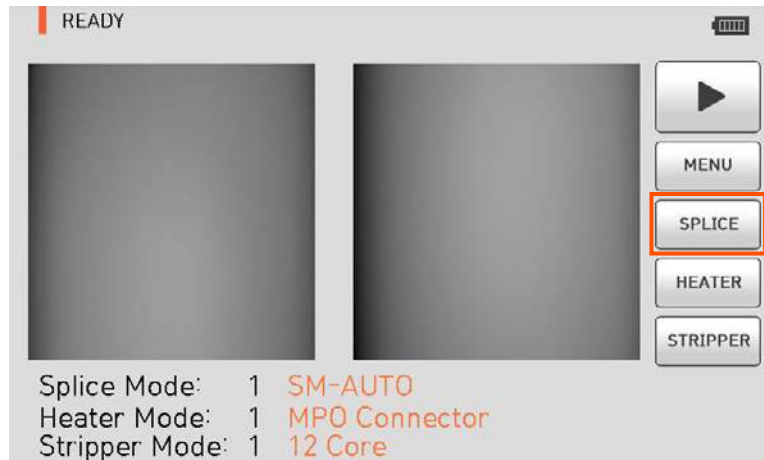 READY
MENU
SPLICE
HEATER
STRIPPER
Splice Mode: 1 SM-AUTO
Heater Mode: 1 MPO Connector
Stripper Mode: 1 12 Core